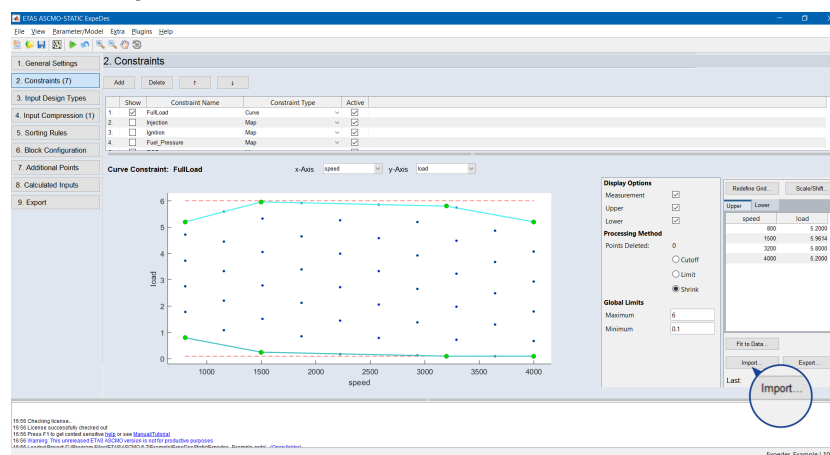 ETAS ASCMO-STATIC ExpeDes
File View Parameter/Model Extra Plugins Help
1. General Settings
2. Constraints (7)
3. Input Design Types
4. Input Compression (1)
5. Sorting Rules
6. Block Configuration
7. Additional Points
8. Calculated Inputs
9. Export
2. Constraints
Add Delete ↑ ↓
Show Constraint Name Constraint Type Active
1. FullLoad Curve
2. Injection Map
3. Ignition Map
4. Fuel_Pressure Map
Curve Constraint: FullLoad x-Axis speed y-Axis load
6
5
4
3
2
1
0
load
1000 1500 2000 2500 3000 3500 4000
speed
Display Options
Measurement
Upper
Lower
Processing Method
Points Deleted: 0
Cutoff
Limit
Shrink
Global Limits
Maximum 6
Minimum 0.1
Redefine Grid... Scale/Shift...
Upper Lower
speed load
800 5.2000
1500 5.9614
3200 5.8000
4000 5.2000
Fit to Data...
Import... Export...
Last:
Import...
16:56 Checking license...
16:56 License successfully checked out
16:56 Press F1 to get context sensitive help or see Manual/Tutorial
16:56 Warning: This unreleased ETAS ASCMO version is not for productive purposes